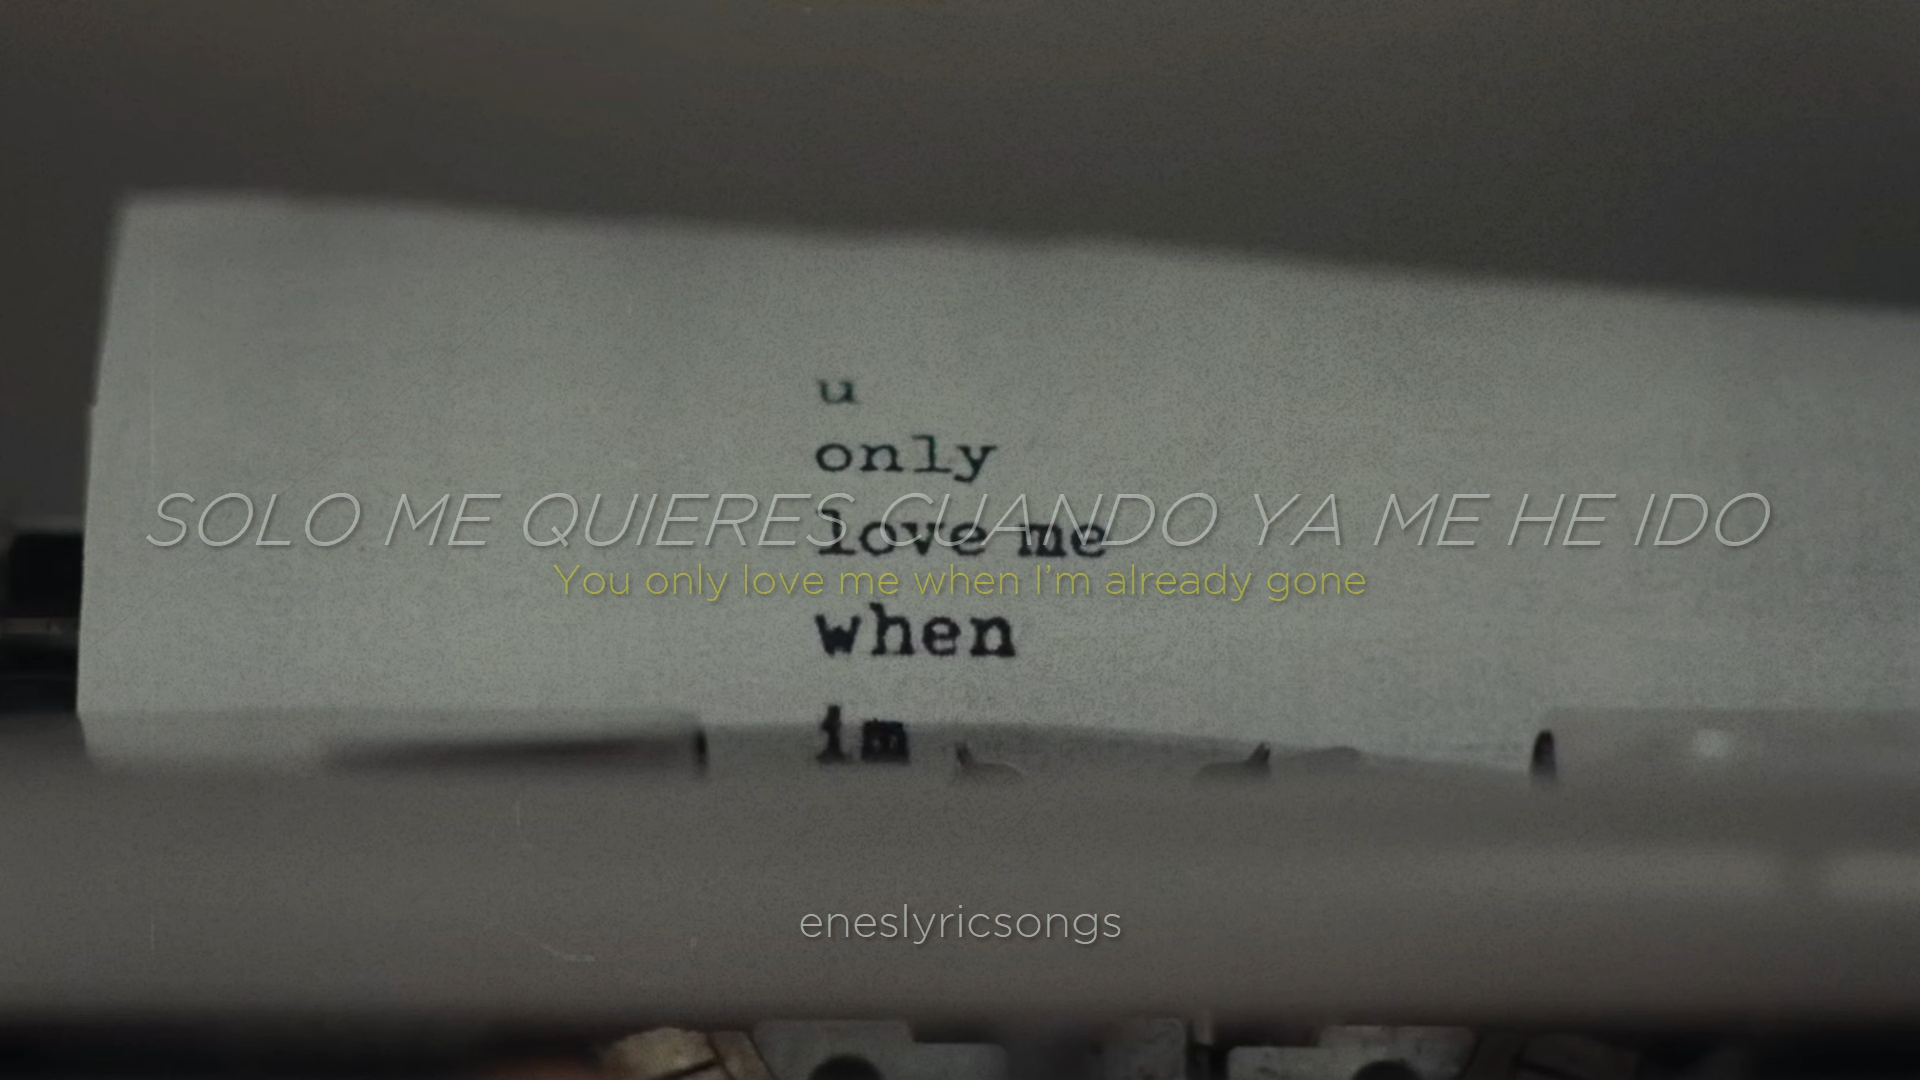 u
only
love me
when
im
SOLO ME QUIERES CUANDO YA ME HE IDO
You only love me when I'm already gone
eneslyricsongs